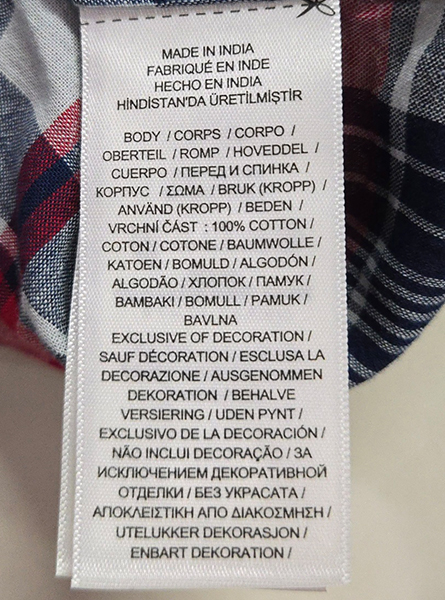 MADE IN INDIA
FABRIQUÉ EN INDE
HECHO EN INDIA
HİNDİSTAN'DA ÜRETİLMİŞTİR
BODY / CORPS / CORPO /
OBERTEIL / ROMP / HOVEDDEL /
CUERPO / ПЕРЕД И СПИНКА /
КОРПУС / ΣΩΜΑ / BRUK (KROPP) /
ANVÄND (KROPP) / BEDEN /
VRCHNÍ ČÁST : 100% COTTON /
COTON / COTONE / BAUMWOLLE /
KATOEN / BOMULD / ALGODÓN /
ALGODÃO / ХЛОПОК / ПАМУК /
ΒΑΜΒΑΚΙ / BOMULL / PAMUK /
BAVLNA
EXCLUSIVE OF DECORATION /
SAUF DÉCORATION / ESCLUSA LA
DECORAZIONE / AUSGENOMMEN
DEKORATION / BEHALVE
VERSIERING / UDEN PYNT /
EXCLUSIVO DE LA DECORACIÓN /
NÃO INCLUI DECORAÇÃO / ЗА
ИСКЛЮЧЕНИЕМ ДЕКОРАТИВНОЙ
ОТДЕЛКИ / БЕЗ УКРАСАТА /
ΑΠΟΚΛΕΙΣΤΙΚΗ ΑΠΟ ΔΙΑΚΟΣΜΗΣΗ /
UTELUKKER DEKORASJON /
ENBART DEKORATION /